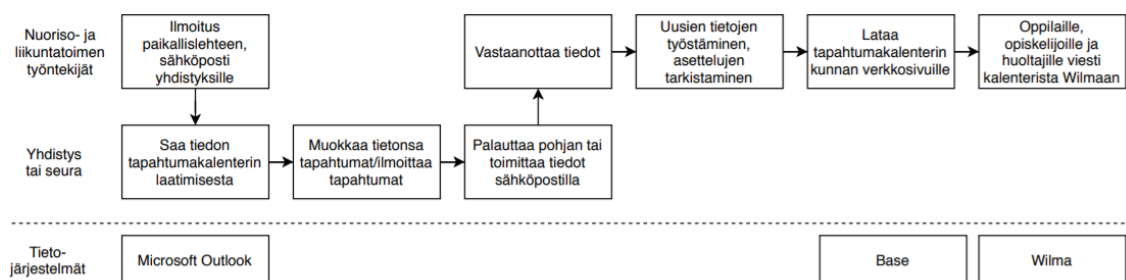 Nuoriso- ja
liikuntatoimen
työntekijät
Ilmoitus
paikallislehteen,
sähköposti
yhdistyksille
Vastaanottaa tiedot
Uusien tietojen
työstäminen,
asettelujen
tarkistaminen
Lataa
tapahtumakalenterin
kunnan verkkosivuille
Oppilaille,
opiskelijoille ja
huoltajille viesti
kalenterista Wilmaan
Yhdistys
tai seura
Saa tiedon
tapahtumakalenterin
laatimisesta
Muokkaa tietonsa
tapahtumat/ilmoittaa
tapahtumat
Palauttaa pohjan tai
toimittaa tiedot
sähköpostilla
Tieto-
järjestelmät
Microsoft Outlook
Base
Wilma